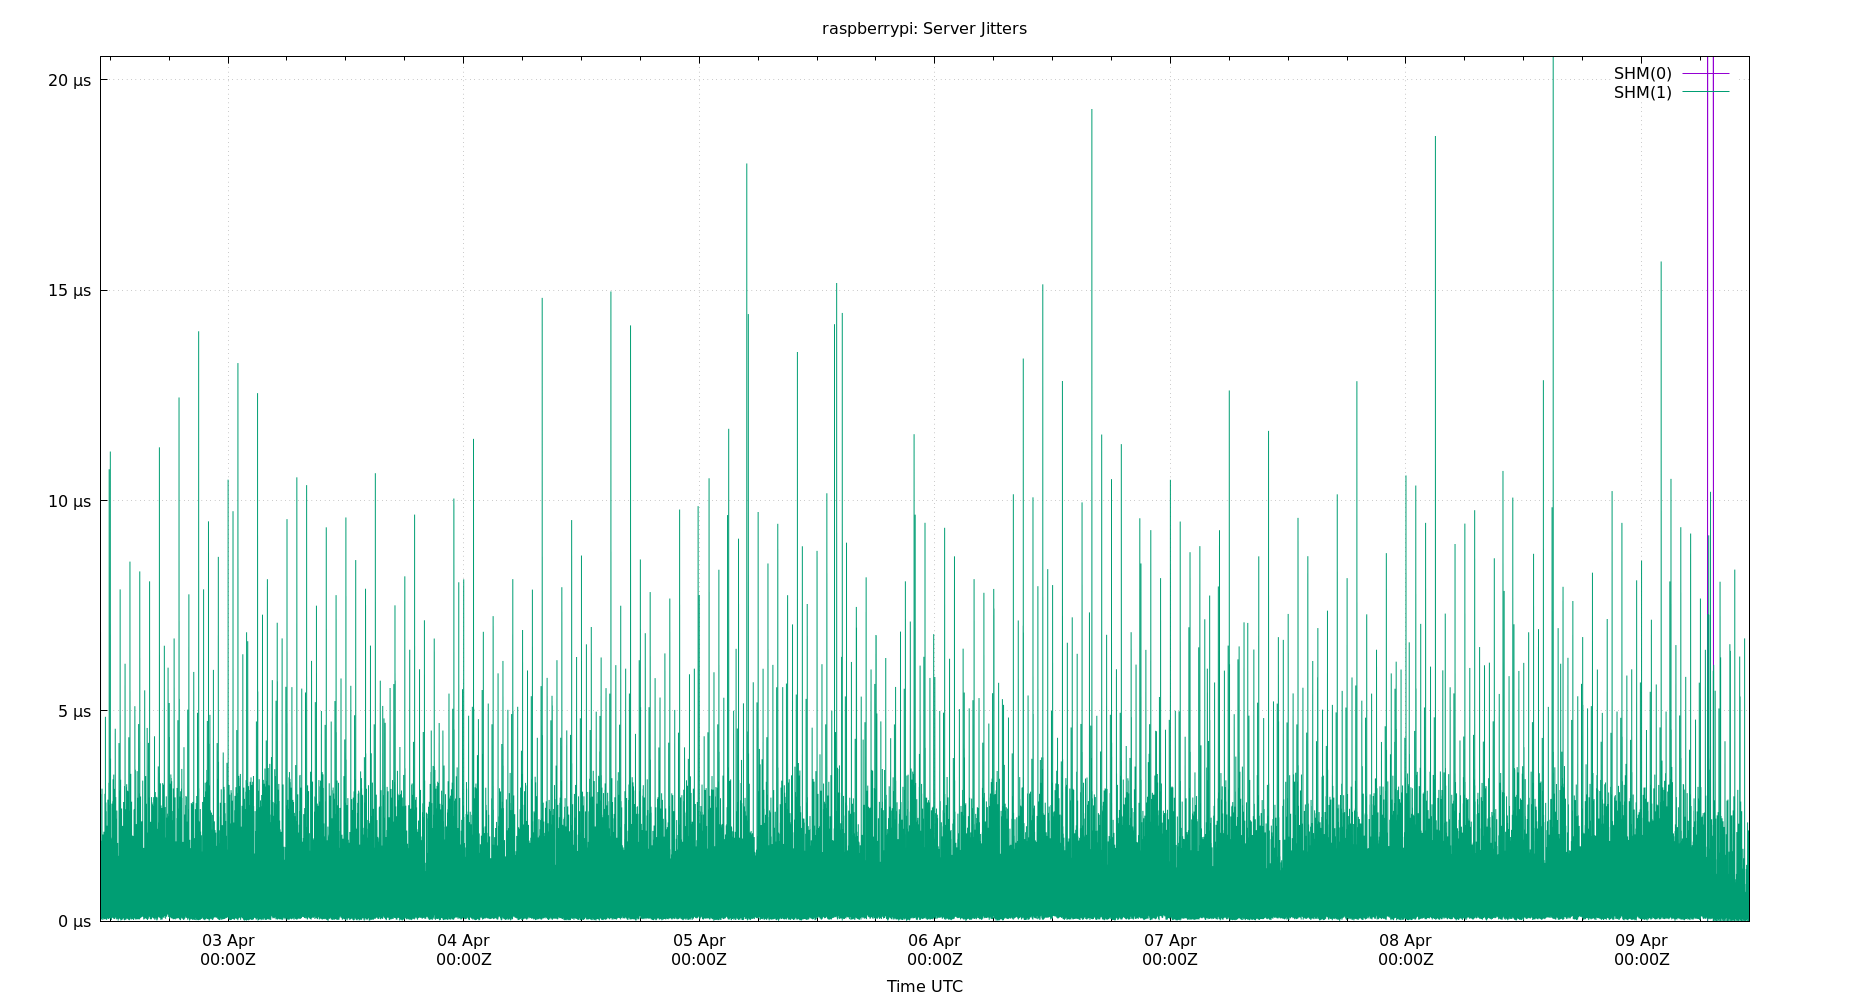 raspberrypi: Server Jitters
SHM(0)
SHM(1)
20 µs
15 µs
10 µs
5 µs
0 µs
03 Apr
00:00Z
04 Apr
00:00Z
05 Apr
00:00Z
06 Apr
00:00Z
07 Apr
00:00Z
08 Apr
00:00Z
09 Apr
00:00Z
Time UTC